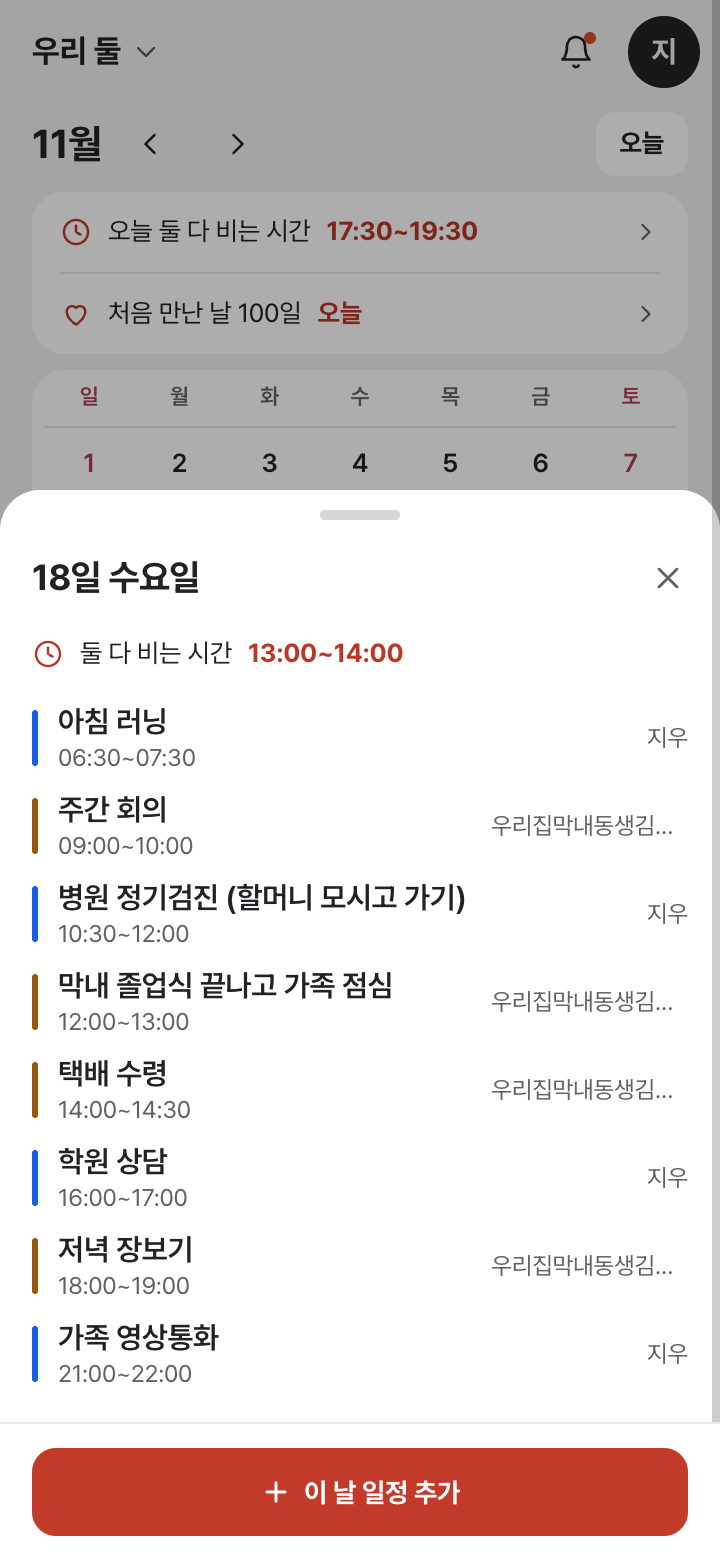 우리 둘
지
11월
오늘
오늘 둘 다 비는 시간 17:30~19:30
처음 만난 날 100일 오늘
일 월 화 수 목 금 토
1 2 3 4 5 6 7
18일 수요일
둘 다 비는 시간 13:00~14:00
아침 러닝
06:30~07:30
지우
주간 회의
09:00~10:00
우리집막내동생김...
병원 정기검진 (할머니 모시고 가기)
10:30~12:00
지우
막내 졸업식 끝나고 가족 점심
12:00~13:00
우리집막내동생김...
택배 수령
14:00~14:30
우리집막내동생김...
학원 상담
16:00~17:00
지우
저녁 장보기
18:00~19:00
우리집막내동생김...
가족 영상통화
21:00~22:00
지우
+ 이 날 일정 추가